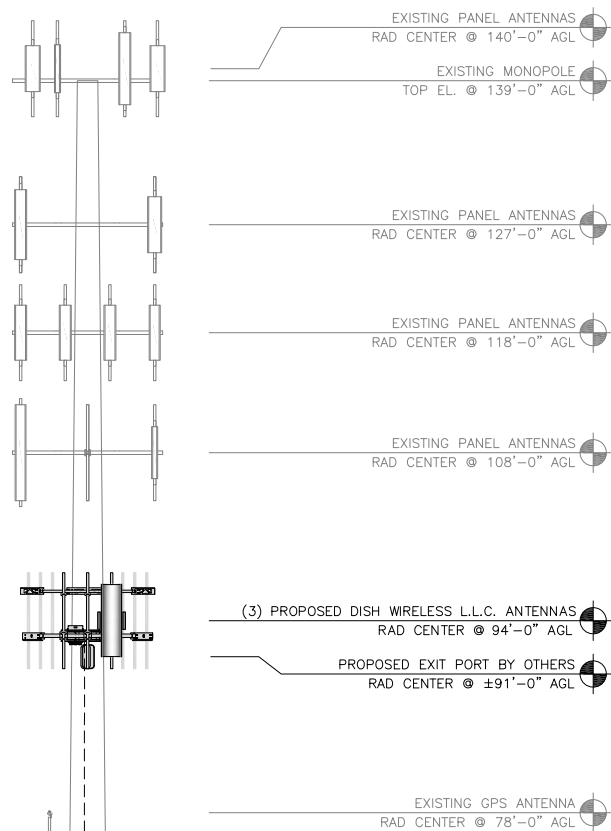 EXISTING PANEL ANTENNAS
RAD CENTER @ 140'–0" AGL
EXISTING MONOPOLE
TOP EL. @ 139'–0" AGL
EXISTING PANEL ANTENNAS
RAD CENTER @ 127'–0" AGL
EXISTING PANEL ANTENNAS
RAD CENTER @ 118'–0" AGL
EXISTING PANEL ANTENNAS
RAD CENTER @ 108'–0" AGL
(3) PROPOSED DISH WIRELESS L.L.C. ANTENNAS
RAD CENTER @ 94'–0" AGL
PROPOSED EXIT PORT BY OTHERS
RAD CENTER @ ±91'–0" AGL
EXISTING GPS ANTENNA
RAD CENTER @ 78'–0" AGL